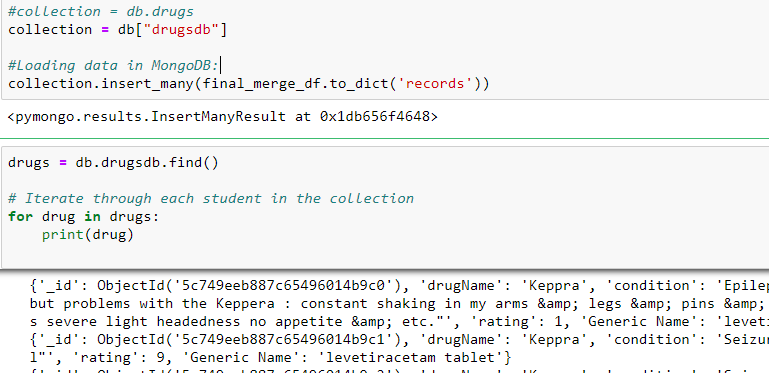 #collection = db.drugs
collection = db["drugsdb"]
#Loading data in MongoDB:
collection.insert_many(final_merge_df.to_dict('records'))
<pymongo.results.InsertManyResult at 0x1db656f4648>
drugs = db.drugsdb.find()
# Iterate through each student in the collection
for drug in drugs:
    print(drug)
{'_id': ObjectId('5c749eeb887c65496014b9c0'), 'drugName': 'Keppra', 'condition': 'Epilep
but problems with the Keppera : constant shaking in my arms &amp; legs &amp; pins &amp;
s severe light headedness no appetite &amp; etc."', 'rating': 1, 'Generic Name': 'leveti
{'_id': ObjectId('5c749eeb887c65496014b9c1'), 'drugName': 'Keppra', 'condition': 'Seizur
l"', 'rating': 9, 'Generic Name': 'levetiracetam tablet'}